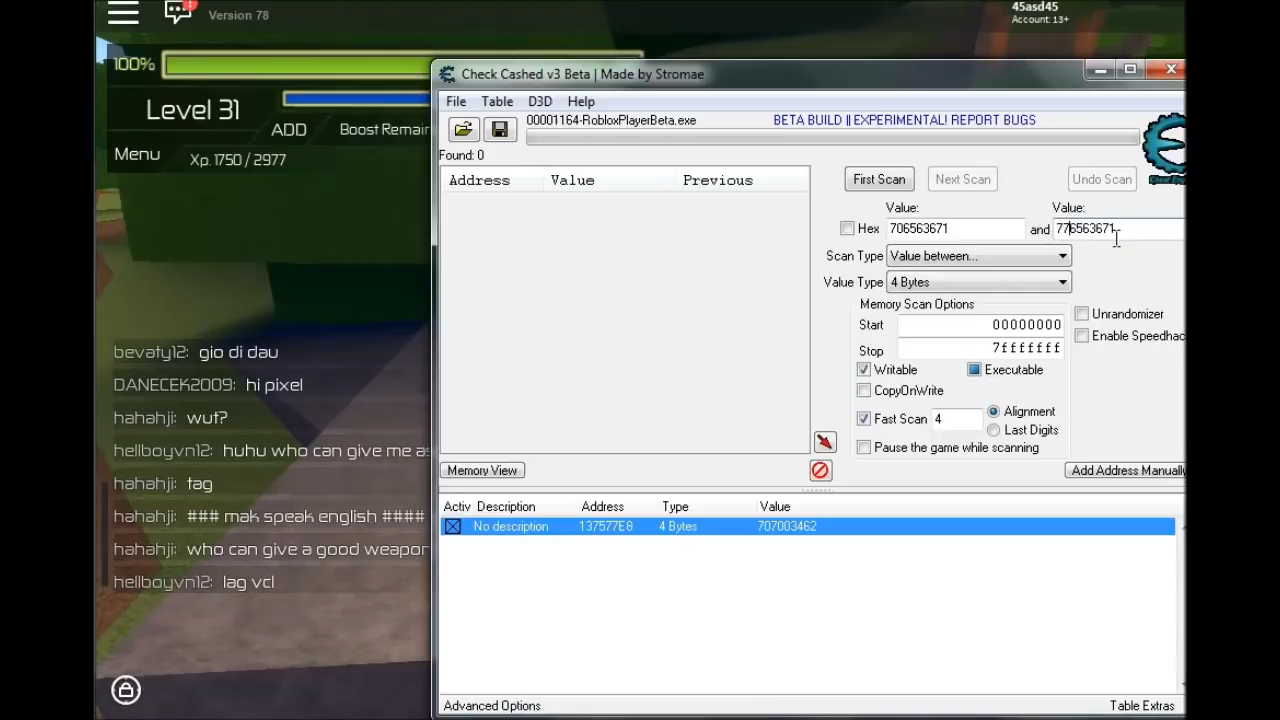 Version 78
45asd45
Account: 13+
100%
Level 31
ADD
Boost Remain
Menu
Xp. 1750 / 2977
bevaty12: gio di dau
DANECEK2009: hi pixel
hahahji: wut?
hellboyvn12: huhu who can give me as
hahahji: tag
hahahji: ### mak speak english ####
hahahji: who can give a good weapon
hellboyvn12: lag vcl
Check Cashed v3 Beta | Made by Stromae
File Table D3D Help
00001164-RobloxPlayerBeta.exe
BETA BUILD || EXPERIMENTAL! REPORT BUGS
Found: 0
Address Value Previous
First Scan Next Scan Undo Scan
Value: Value:
Hex 706563671 and 776563671
Scan Type Value between...
Value Type 4 Bytes
Memory Scan Options
Start 00000000
Stop 7fffffff
Unrandomizer
Enable Speedhac
Writable Executable
CopyOnWrite
Fast Scan 4 Alignment
Last Digits
Pause the game while scanning
Memory View
Add Address Manually
Activ Description Address Type Value
No description 137577E8 4 Bytes 707003462
Advanced Options
Table Extras